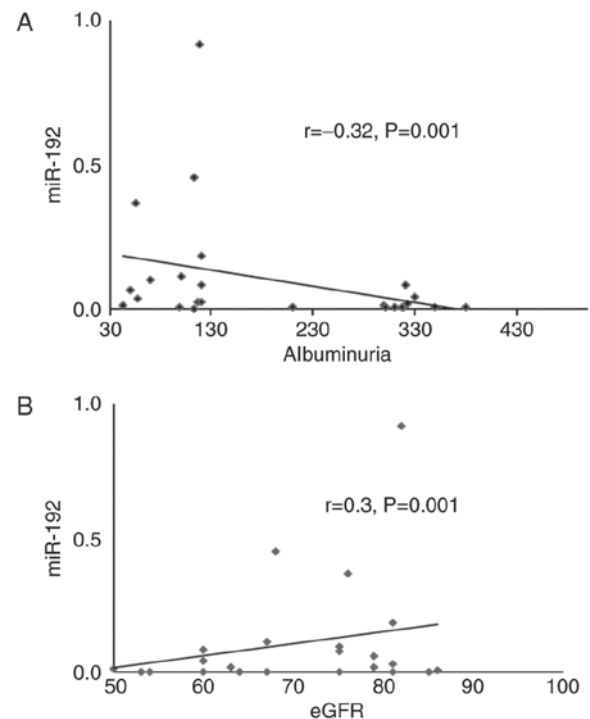 A
1.0
r=−0.32, P=0.001
miR-192
0.5
0.0
30 130 230 330 430
Albuminuria
B
1.0
r=0.3, P=0.001
miR-192
0.5
0.0
50 60 70 80 90 100
eGFR